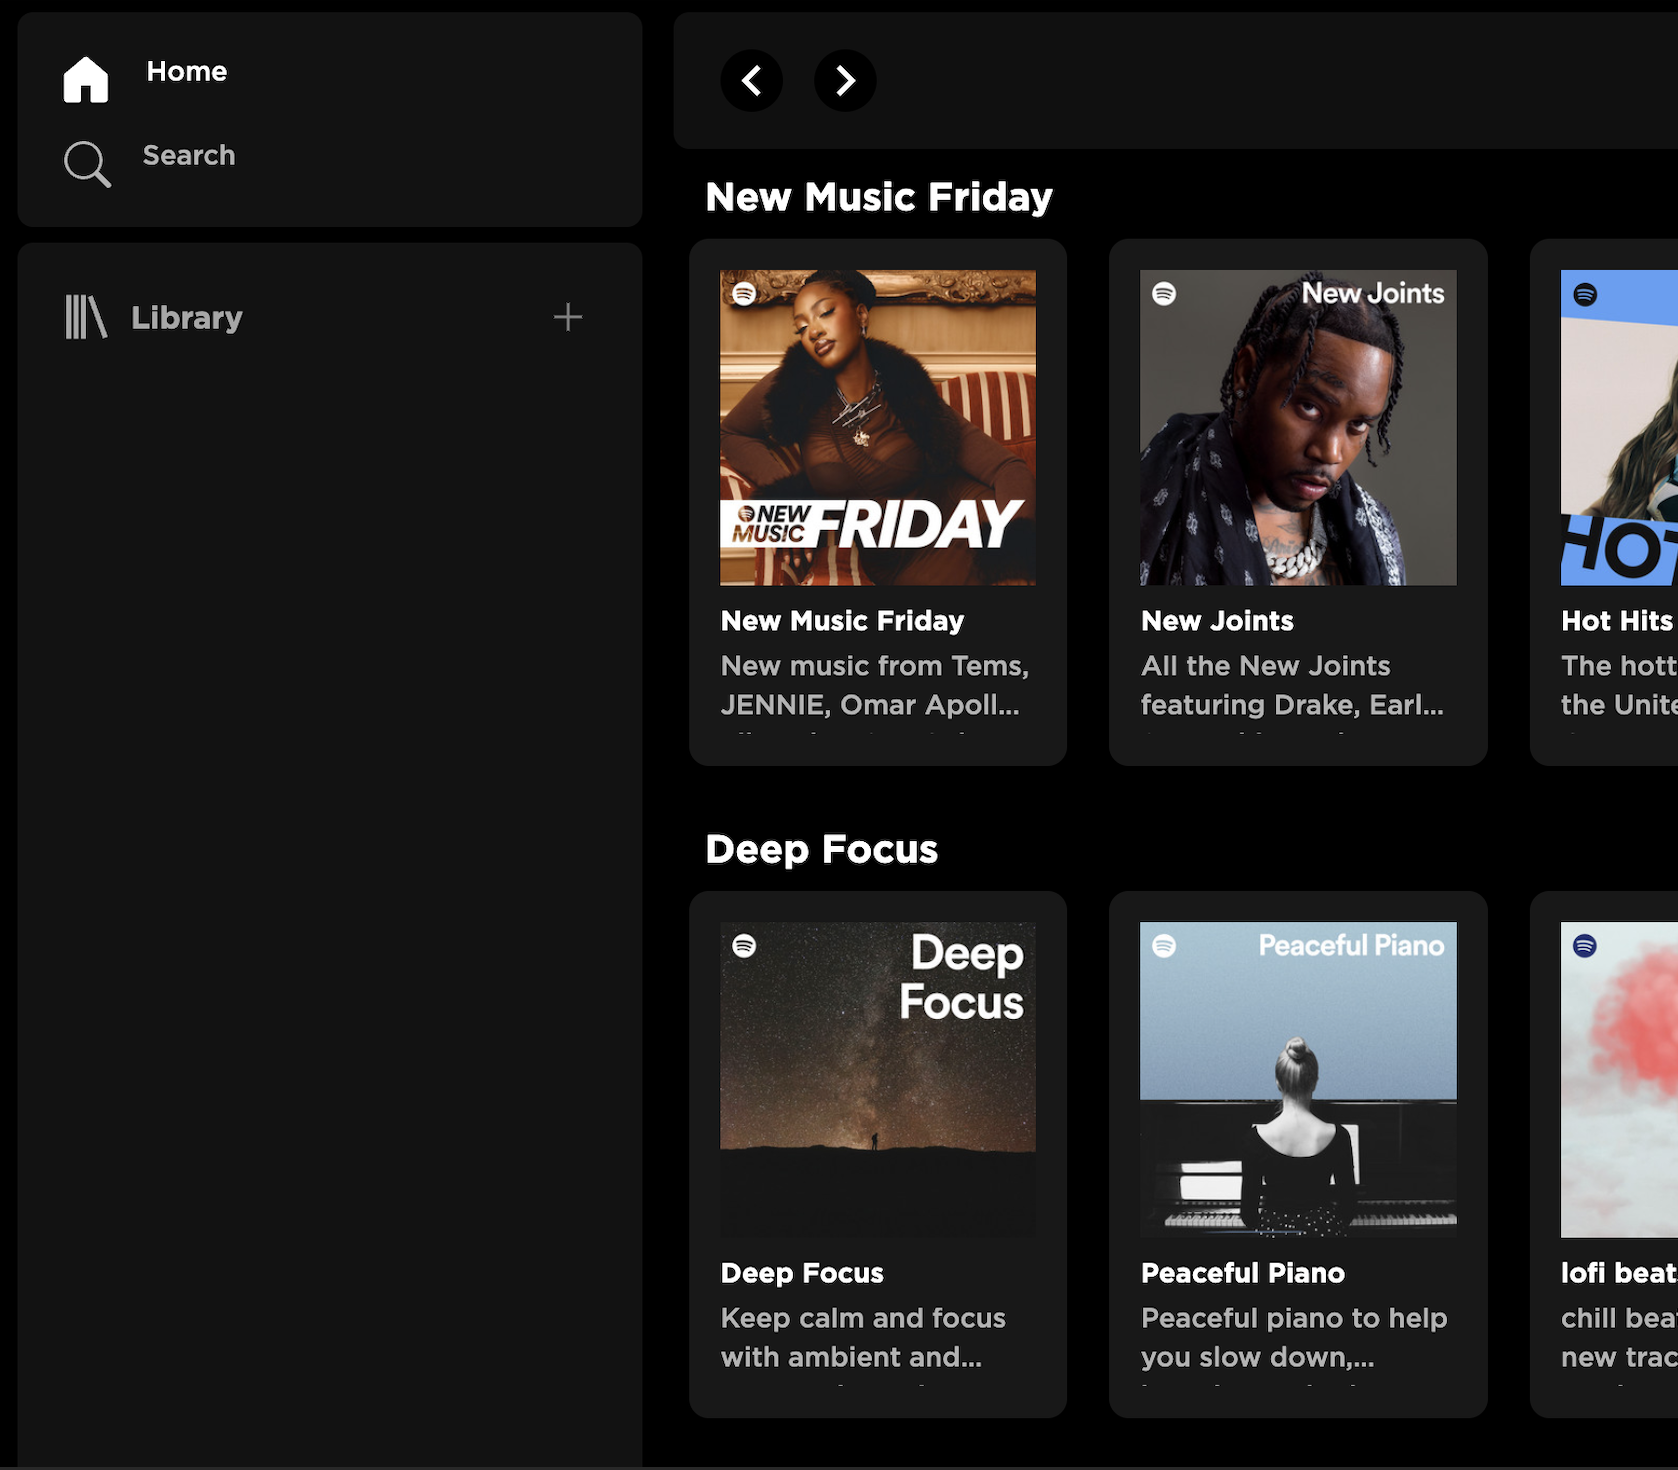 Home
Search
Library
New Music Friday
NEW
MUSIC
FRIDAY
New Music Friday
New music from Tems,
JENNIE, Omar Apoll...
New Joints
New Joints
All the New Joints
featuring Drake, Earl...
HOT
Hot Hits
The hott
the Unite
Deep Focus
Deep
Focus
Deep Focus
Keep calm and focus
with ambient and...
Peaceful Piano
Peaceful Piano
Peaceful piano to help
you slow down,...
lofi beat
chill bea
new trac